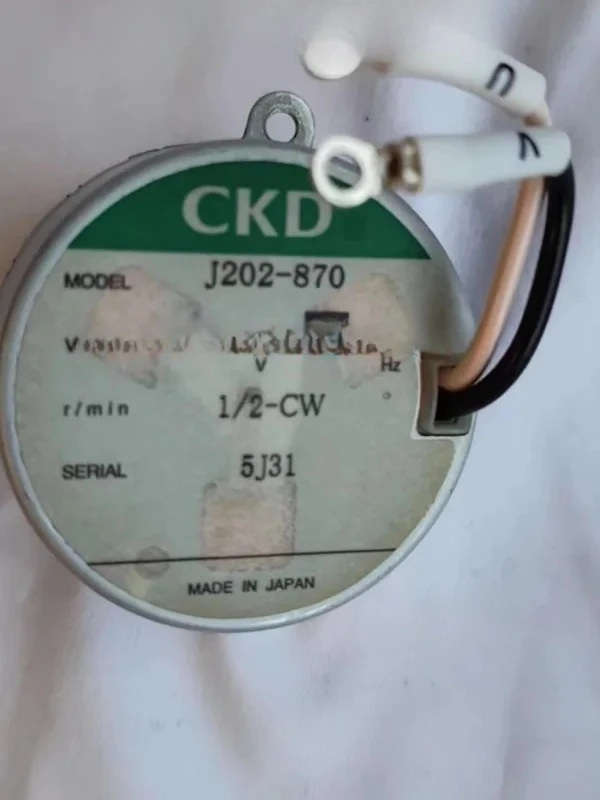 CKD
MODEL J202-870
V Hz
r/min 1/2-CW
SERIAL 5J31
MADE IN JAPAN